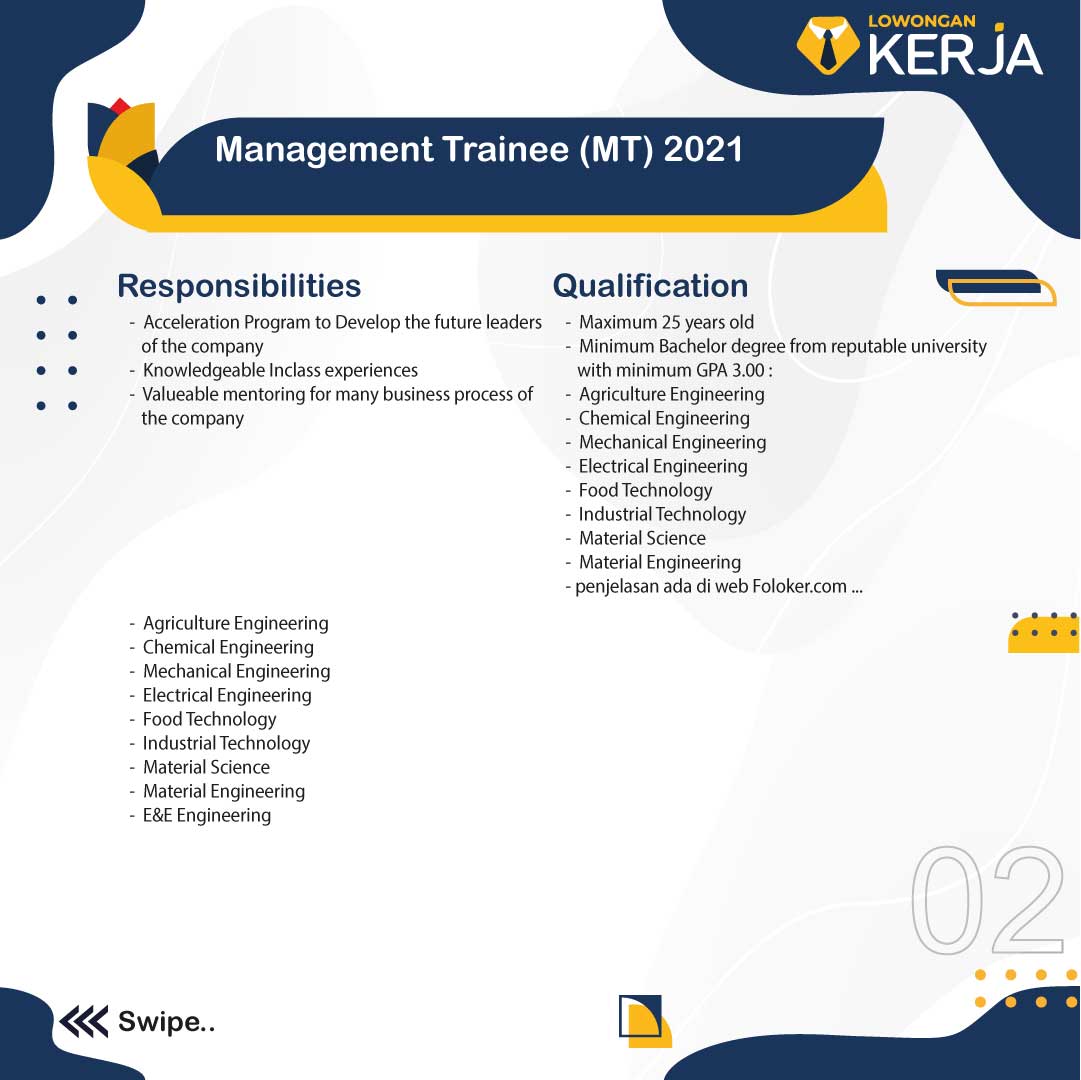 LOWONGAN
KERJA
Management Trainee (MT) 2021
Responsibilities
- Acceleration Program to Develop the future leaders
of the company
- Knowledgeable Inclass experiences
- Valueable mentoring for many business process of
the company
Qualification
- Maximum 25 years old
- Minimum Bachelor degree from reputable university
with minimum GPA 3.00 :
- Agriculture Engineering
- Chemical Engineering
- Mechanical Engineering
- Electrical Engineering
- Food Technology
- Industrial Technology
- Material Science
- Material Engineering
- penjelasan ada di web Foloker.com ...
- Agriculture Engineering
- Chemical Engineering
- Mechanical Engineering
- Electrical Engineering
- Food Technology
- Industrial Technology
- Material Science
- Material Engineering
- E&E Engineering
02
Swipe..